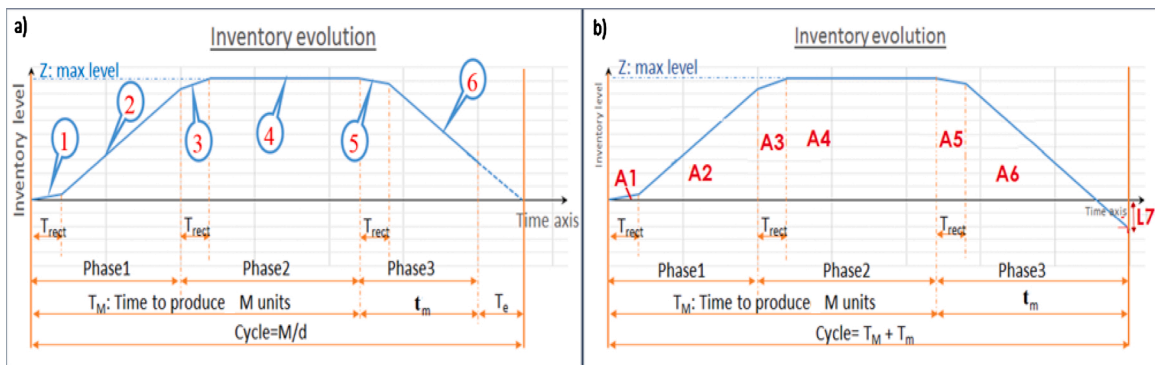 a)
Inventory evolution
Z: max level
Inventory level
1
2
3
4
5
6
Time axis
Trect
Trect
Trect
Phase1
Phase2
Phase3
TM: Time to produce M units
tm
Te
Cycle=M/d
b)
Inventory evolution
Z: max level
Inventory level
A1
A2
A3
A4
A5
A6
L7
Time axis
Trect
Trect
Trect
Phase1
Phase2
Phase3
TM: Time to produce M units
tm
Cycle= TM + Tm